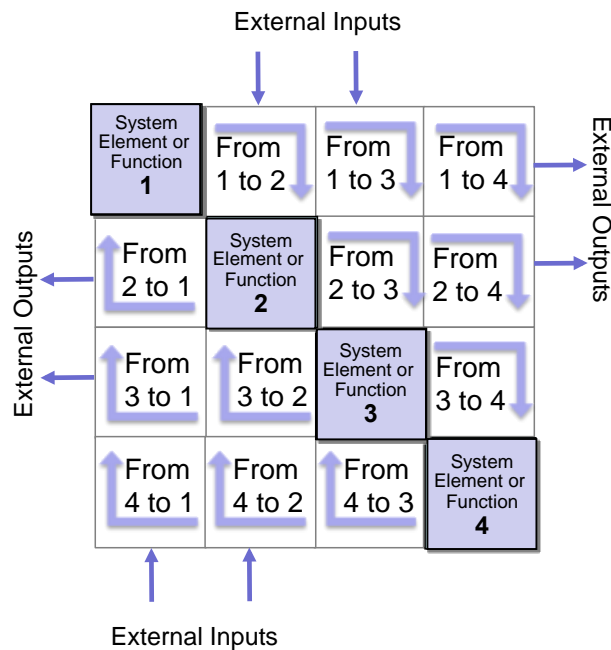 External Inputs
System
Element or
Function
1
From
1 to 2
From
1 to 3
From
1 to 4
External Outputs
External Outputs
From
2 to 1
System
Element or
Function
2
From
2 to 3
From
2 to 4
From
3 to 1
From
3 to 2
System
Element or
Function
3
From
3 to 4
From
4 to 1
From
4 to 2
From
4 to 3
System
Element or
Function
4
External Inputs